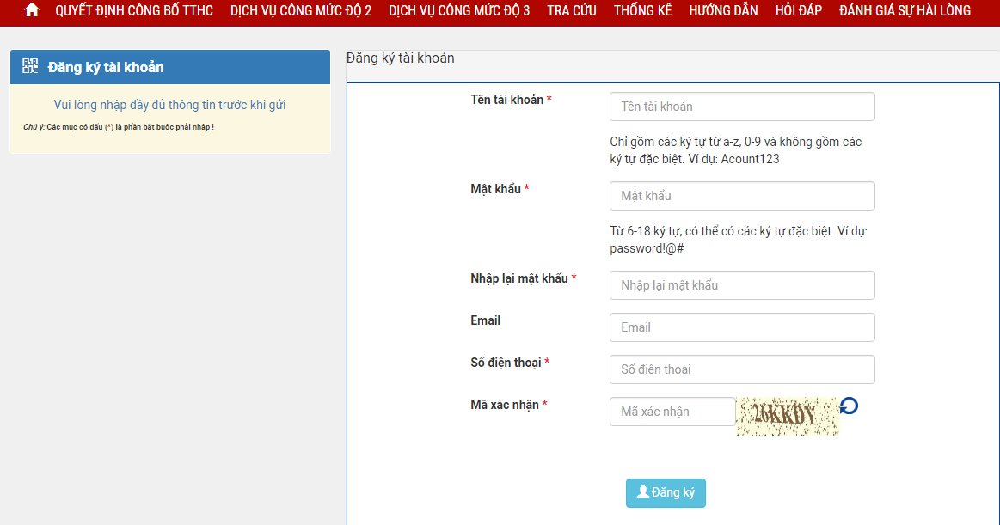 QUYẾT ĐỊNH CÔNG BỐ TTHC DỊCH VỤ CÔNG MỨC ĐỘ 2 DỊCH VỤ CÔNG MỨC ĐỘ 3 TRA CỨU THỐNG KÊ HƯỚNG DẪN HỎI ĐÁP ĐÁNH GIÁ SỰ HÀI LÒNG
Đăng ký tài khoản
Vui lòng nhập đầy đủ thông tin trước khi gửi
Chú ý: Các mục có dấu (*) là phần bắt buộc phải nhập !
Đăng ký tài khoản
Tên tài khoản * Tên tài khoản
Chỉ gồm các ký tự từ a-z, 0-9 và không gồm các
ký tự đặc biệt. Ví dụ: Acount123
Mật khẩu * Mật khẩu
Từ 6-18 ký tự, có thể có các ký tự đặc biệt. Ví dụ:
password!@#
Nhập lại mật khẩu * Nhập lại mật khẩu
Email Email
Số điện thoại * Số điện thoại
Mã xác nhận * Mã xác nhận 26KKDY
Đăng ký